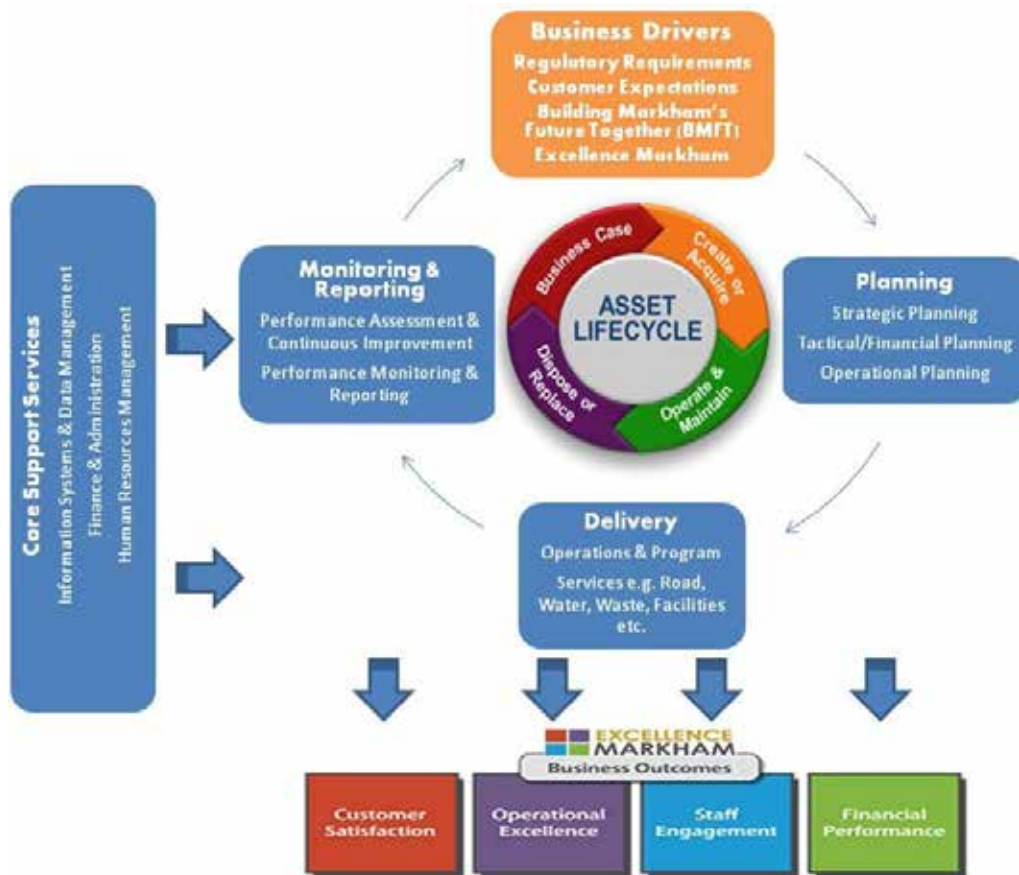 Business Drivers
Regulatory Requirements
Customer Expectations
Building Markham's
Future Together (BMFT)
Excellence Markham
Core Support Services
Information Systems & Data Management
Finance & Administration
Human Resources Management
Monitoring &
Reporting
Performance Assessment &
Continuous Improvement
Performance Monitoring &
Reporting
Business Case
Create or
Acquire
ASSET
LIFECYCLE
Dispose or
Replace
Operate &
Maintain
Planning
Strategic Planning
Tactical/Financial Planning
Operational Planning
Delivery
Operations & Program
Services e.g. Road,
Water, Waste, Facilities
etc.
EXCELLENCE
MARKHAM
Business Outcomes
Customer
Satisfaction
Operational
Excellence
Staff
Engagement
Financial
Performance